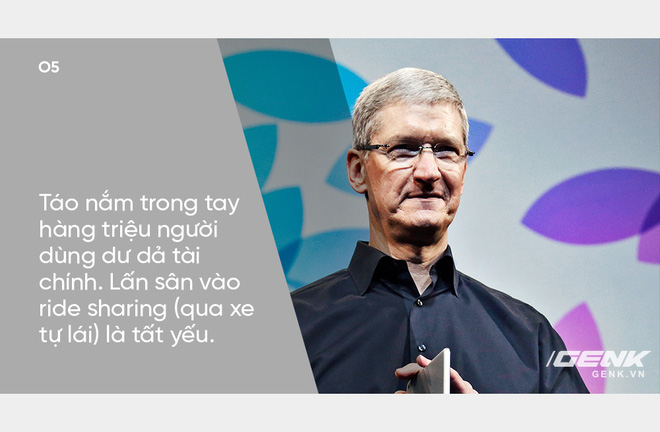 05
Táo nắm trong tay
hàng triệu người
dùng dư dả tài
chính. Lấn sân vào
ride sharing (qua xe
tự lái) là tất yếu.
GENK
GENK.VN